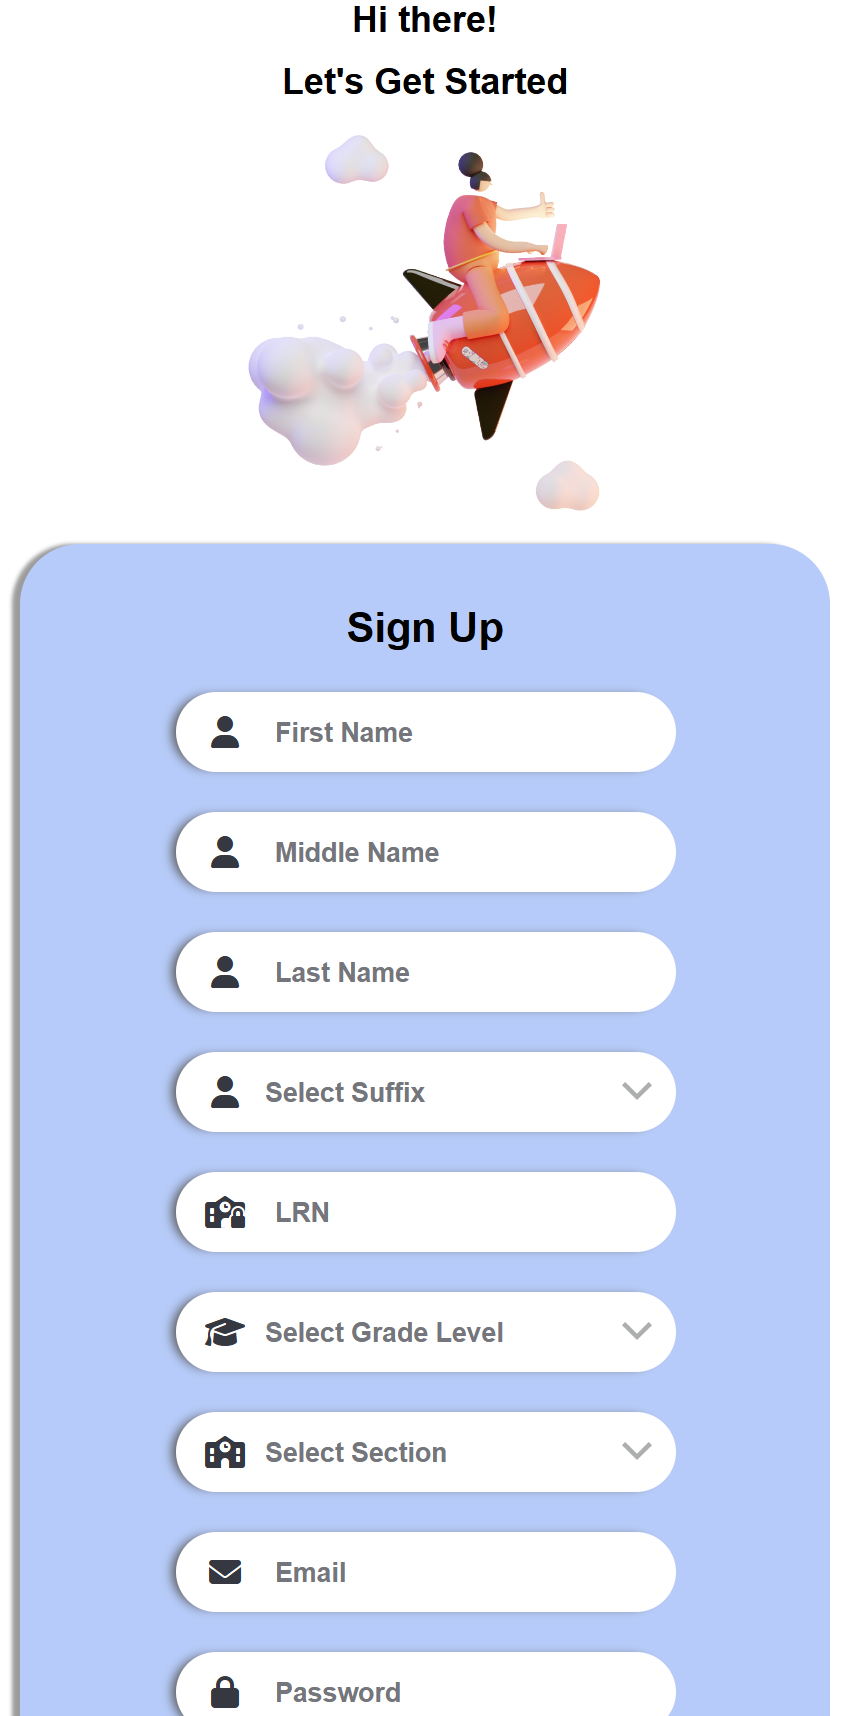 Hi there!
Let's Get Started
Sign Up
First Name
Middle Name
Last Name
Select Suffix
LRN
Select Grade Level
Select Section
Email
Password